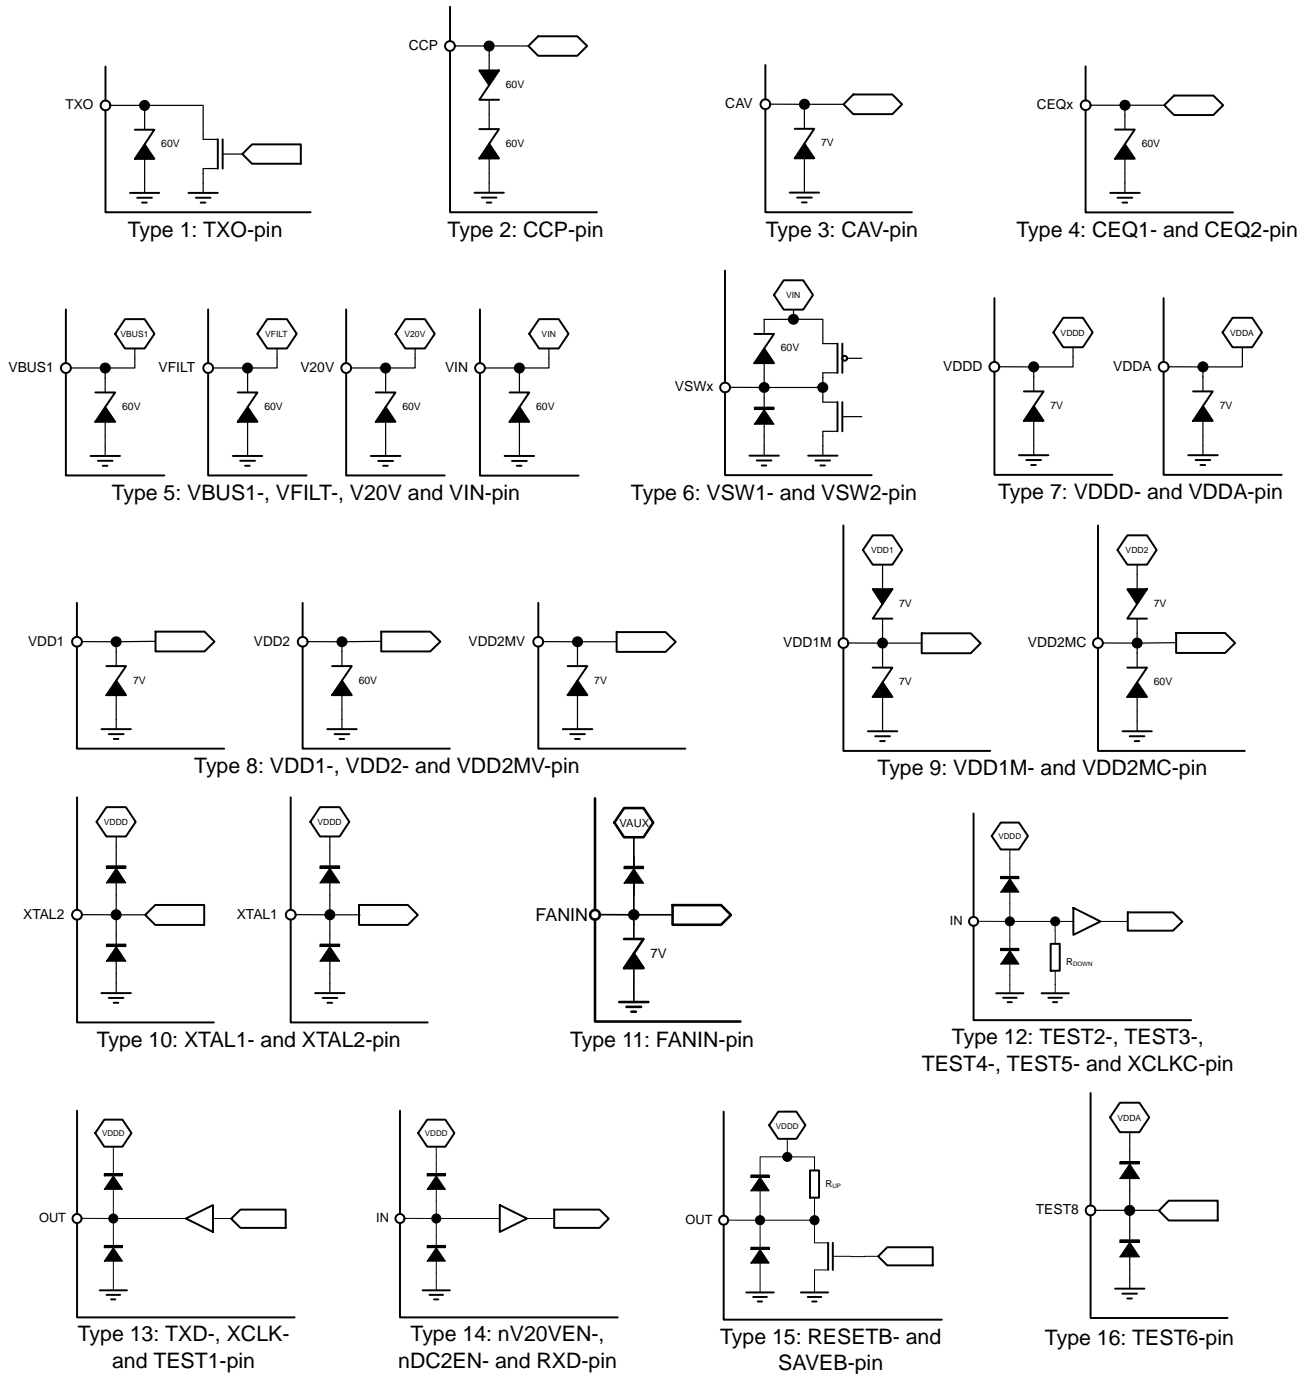 CCP
60V
60V
TXO
60V
CAV
7V
CEQx
60V
Type 1: TXO-pin
Type 2: CCP-pin
Type 3: CAV-pin
Type 4: CEQ1- and CEQ2-pin
VBUS1
VBUS1
60V
VFILT
VFILT
60V
V20V
V20V
60V
VIN
VIN
60V
VIN
60V
VSWx
VDDD
VDDD
7V
VDDA
VDDA
7V
Type 5: VBUS1-, VFILT-, V20V and VIN-pin
Type 6: VSW1- and VSW2-pin
Type 7: VDDD- and VDDA-pin
VDD1
7V
VDD2
60V
VDD2MV
7V
VDD1
7V
VDD1M
7V
VDD2
7V
VDD2MC
60V
Type 8: VDD1-, VDD2- and VDD2MV-pin
Type 9: VDD1M- and VDD2MC-pin
VDDD
XTAL2
VDDD
XTAL1
VAUX
FANIN
7V
VDDD
IN
RDOWN
Type 10: XTAL1- and XTAL2-pin
Type 11: FANIN-pin
Type 12: TEST2-, TEST3-,
TEST4-, TEST5- and XCLKC-pin
VDDD
OUT
VDDD
IN
VDDD
RUP
OUT
VDDA
TEST8
Type 13: TXD-, XCLK-
and TEST1-pin
Type 14: nV20VEN-,
nDC2EN- and RXD-pin
Type 15: RESETB- and
SAVEB-pin
Type 16: TEST6-pin